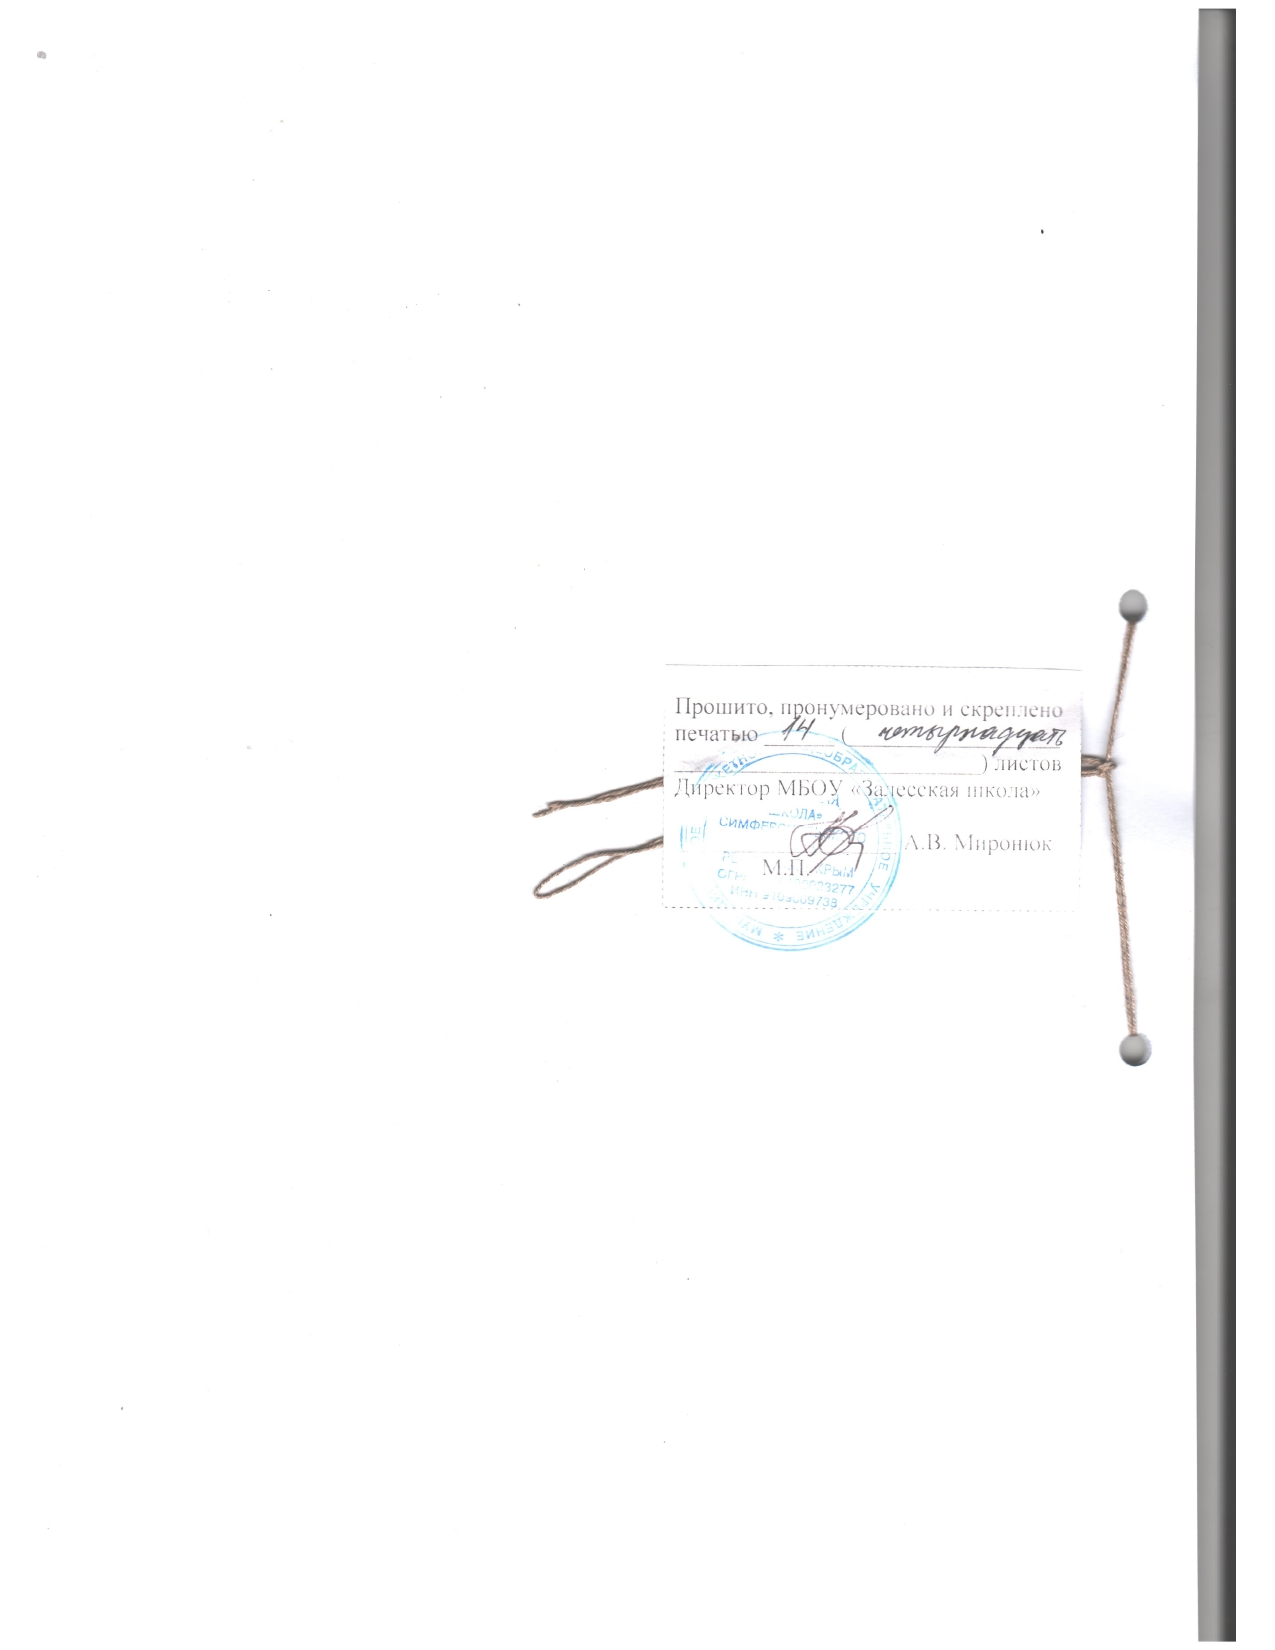 Прошито, пронумеровано и скреплено
печатью 14 ( четырнадцать
) листов
Директор МБОУ «Залесская школа»
А.В. Миронюк
М.П.